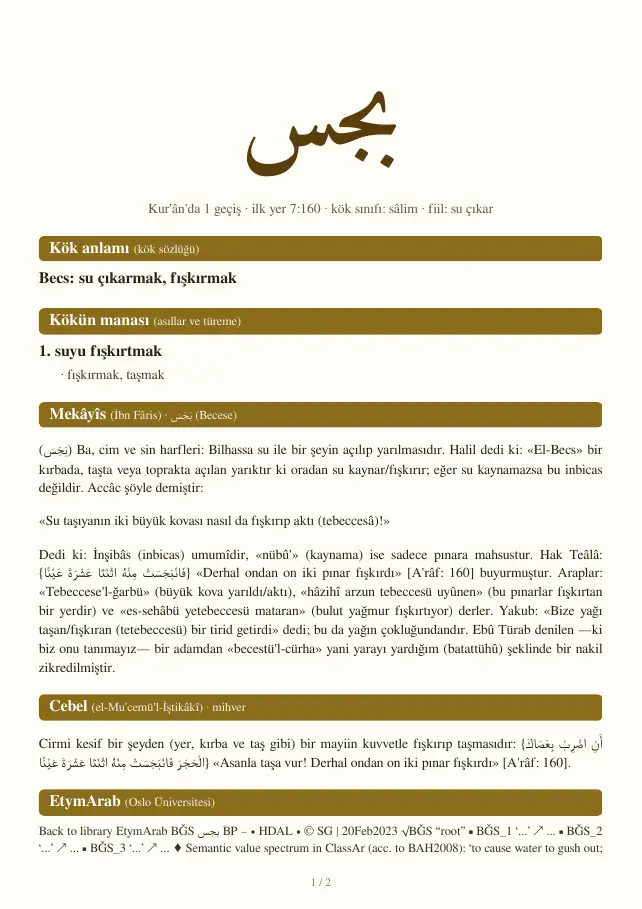 بجس
Kur'ân'da 1 geçiş · ilk yer 7:160 · kök sınıfı: sâlim · fiil: su çıkar
Kök anlamı (kök sözlüğü)
Becs: su çıkarmak, fışkırmak
Kökün manası (asıllar ve türeme)
1. suyu fışkırtmak
· fışkırmak, taşmak
Mekâyîs (İbn Fâris) · بَجَسَ (Becese)
(بَجَسَ) Ba, cim ve sin harfleri: Bilhassa su ile bir şeyin açılıp yarılmasıdır. Halil dedi ki: «El-Becs» bir
kırbada, taşta veya toprakta açılan yarıktır ki oradan su kaynar/fışkırır; eğer su kaynamazsa bu inbicas
değildir. Accâc şöyle demiştir:
«Su taşıyanın iki büyük kovası nasıl da fışkırıp aktı (tebeccesâ)!»
Dedi ki: İnşibâs (inbicas) umumîdir, «nübû'» (kaynama) ise sadece pınara mahsustur. Hak Teâlâ:
{فَانْبَجَسَتْ مِنْهُ اثْنَتَا عَشْرَةَ عَيْنًا} «Derhal ondan on iki pınar fışkırdı» [A'râf: 160] buyurmuştur. Araplar:
«Tebeccese'l-ğarbü» (büyük kova yarıldı/aktı), «hâzihî arzun tebeccesü uyûnen» (bu pınarlar fışkırtan
bir yerdir) ve «es-sehâbü yetebeccesü mataran» (bulut yağmur fışkırtıyor) derler. Yakub: «Bize yağı
taşan/fışkıran (tetebeccesü) bir tirid getirdi» dedi; bu da yağın çokluğundandır. Ebû Türab denilen —ki
biz onu tanımayız— bir adamdan «becestü'l-cürha» yani yarayı yardığım (batattühû) şeklinde bir nakil
zikredilmiştir.
Cebel (el-Mu'cemü'l-İştikâkî) · mihver
Cirmi kesif bir şeyden (yer, kırba ve taş gibi) bir mayiin kuvvetle fışkırıp taşmasıdır: {أَنِ اضْرِبْ بِعَصَاكَ
الْحَجَرَ فَانْبَجَسَتْ مِنْهُ اثْنَتَا عَشْرَةَ عَيْنًا} «Asanla taşa vur! Derhal ondan on iki pınar fışkırdı» [A'râf: 160].
EtymArab (Oslo Üniversitesi)
Back to library EtymArab BĞS بجس BP – • HDAL • © SG | 20Feb2023 √BĞS “root” ▪ BĞS_1 ‘...’ ↗ ... ▪ BĞS_2
‘...’ ↗ ... ▪ BĞS_3 ‘...’ ↗ ... ♦ Semantic value spectrum in ClassAr (acc. to BAH2008): ‘to cause water to gush out;
1 / 2